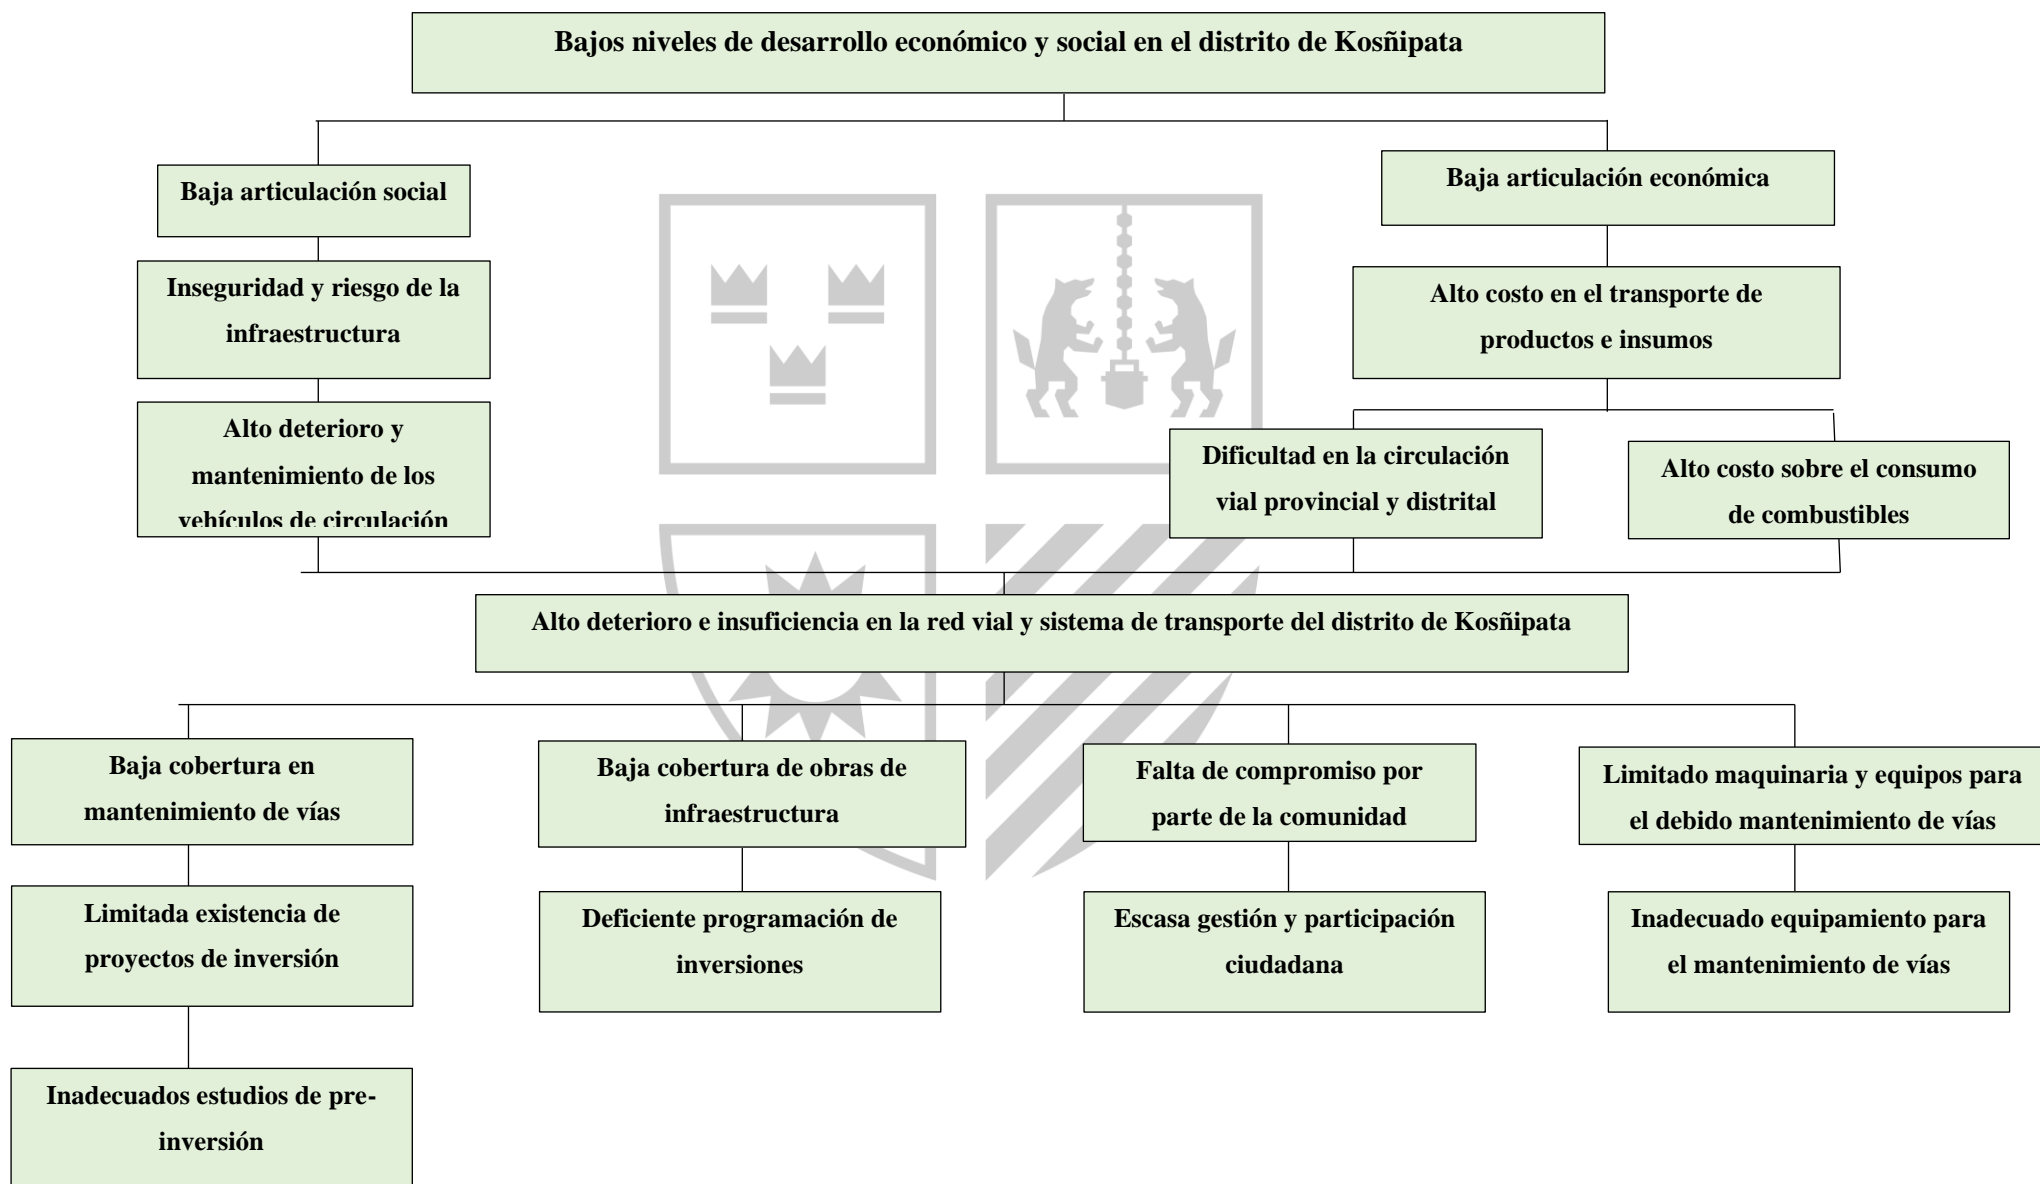 Bajos niveles de desarrollo económico y social en el distrito de Kosñipata
Baja articulación social
Baja articulación económica
Inseguridad y riesgo de la
infraestructura
Alto costo en el transporte de
productos e insumos
Alto deterioro y
mantenimiento de los
vehículos de circulación
Dificultad en la circulación
vial provincial y distrital
Alto costo sobre el consumo
de combustibles
Alto deterioro e insuficiencia en la red vial y sistema de transporte del distrito de Kosñipata
Baja cobertura en
mantenimiento de vías
Baja cobertura de obras de
infraestructura
Falta de compromiso por
parte de la comunidad
Limitado maquinaria y equipos para
el debido mantenimiento de vías
Limitada existencia de
proyectos de inversión
Deficiente programación de
inversiones
Escasa gestión y participación
ciudadana
Inadecuado equipamiento para
el mantenimiento de vías
Inadecuados estudios de pre-
inversión